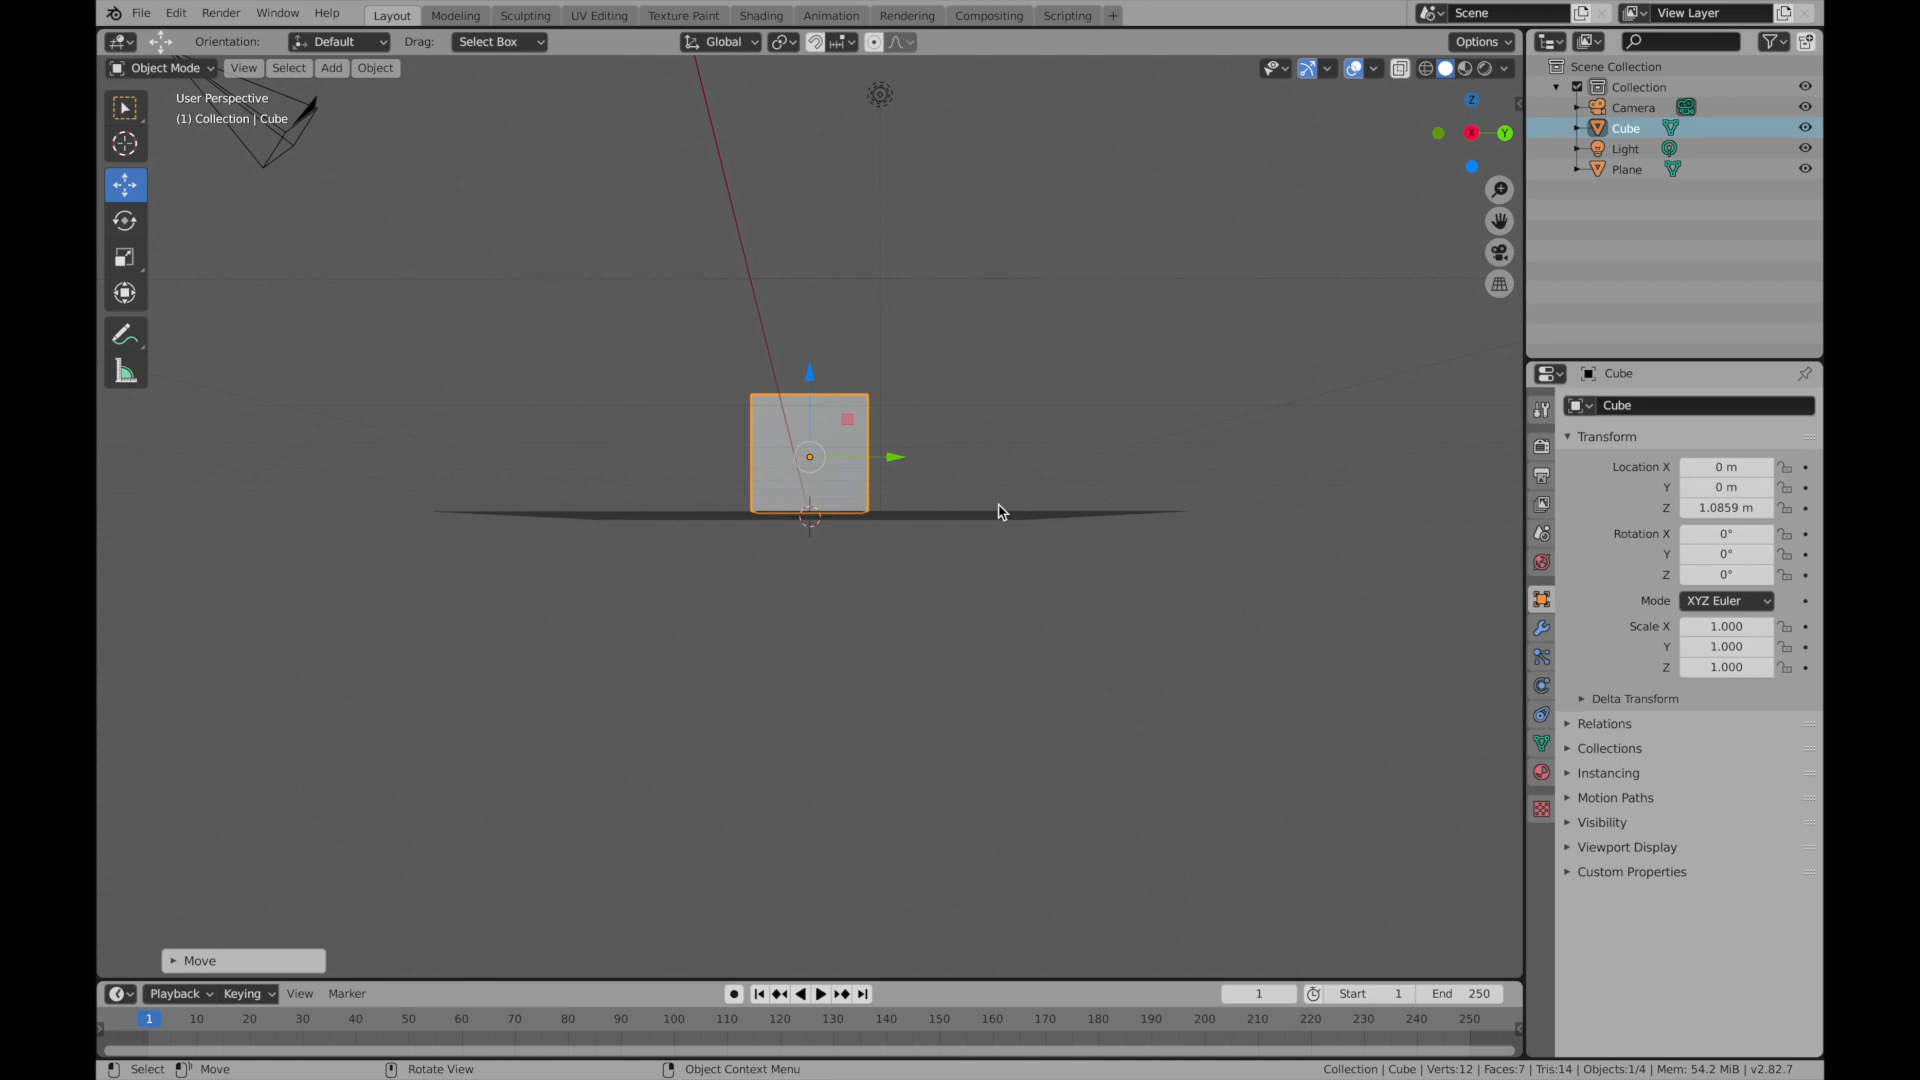 File Edit Render Window Help Layout Modeling Sculpting UV Editing Texture Paint Shading Animation Rendering Compositing Scripting + Scene View Layer
Orientation: Default Drag: Select Box Global Options
Object Mode View Select Add Object
User Perspective
(1) Collection | Cube
Z
X Y
Scene Collection
Collection
Camera
Cube
Light
Plane
Cube
Cube
Transform
Location X 0 m
Y 0 m
Z 1.0859 m
Rotation X 0°
Y 0°
Z 0°
Mode XYZ Euler
Scale X 1.000
Y 1.000
Z 1.000
Delta Transform
Relations
Collections
Instancing
Motion Paths
Visibility
Viewport Display
Custom Properties
Move
Playback Keying View Marker 1 Start 1 End 250
1 10 20 30 40 50 60 70 80 90 100 110 120 130 140 150 160 170 180 190 200 210 220 230 240 250
Select Move Rotate View Object Context Menu Collection | Cube | Verts:12 | Faces:7 | Tris:14 | Objects:1/4 | Mem: 54.2 MiB | v2.82.7